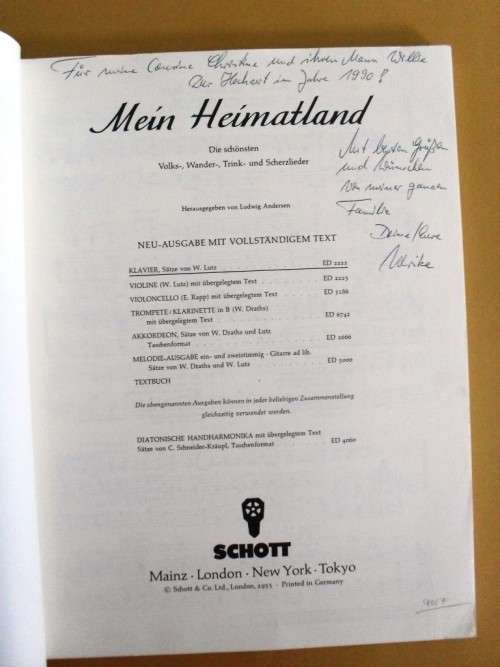 Für meine Cousine Christine und ihren Mann Willie
Zur Hochzeit im Jahre 1990!
Mein Heimatland
Die schönsten
Volks-, Wander-, Trink- und Scherzlieder
Mit besten Grüßen
und Wünschen
von meiner ganzen
Familie
Deine/Eure
Ulrike
Herausgegeben von Ludwig Andersen
NEU-AUSGABE MIT VOLLSTÄNDIGEM TEXT
KLAVIER, Sätze von W. Lutz . . . ED 2222
VIOLINE (W. Lutz) mit übergelegtem Text . . . ED 2223
VIOLONCELLO (E. Rapp) mit übergelegtem Text . . . ED 5186
TROMPETE/KLARINETTE in B (W. Draths)
mit übergelegtem Text . . . ED 6742
AKKORDEON, Sätze von W. Draths und Lutz
Taschenformat . . . ED 2666
MELODIE-AUSGABE ein- und zweistimmig · Gitarre ad lib.
Sätze von W. Draths und W. Lutz . . . ED 5000
TEXTBUCH
Die obengenannten Ausgaben können in jeder beliebigen Zusammenstellung
gleichzeitig verwendet werden.
DIATONISCHE HANDHARMONIKA mit übergelegtem Text
Sätze von C. Schneider-Kräupl, Taschenformat . . . ED 4060
SCHOTT
Mainz · London · New York · Tokyo
© Schott & Co. Ltd., London, 1955 · Printed in Germany